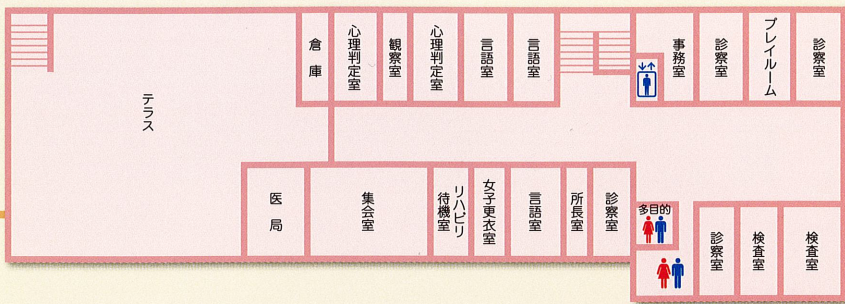 テラス
倉庫
心理判定室
観察室
心理判定室
言語室
言語室
事務室
診察室
プレイルーム
診察室
医局
集会室
リハビリ
待機室
女子更衣室
言語室
所長室
診察室
多目的
診察室
検査室
検査室